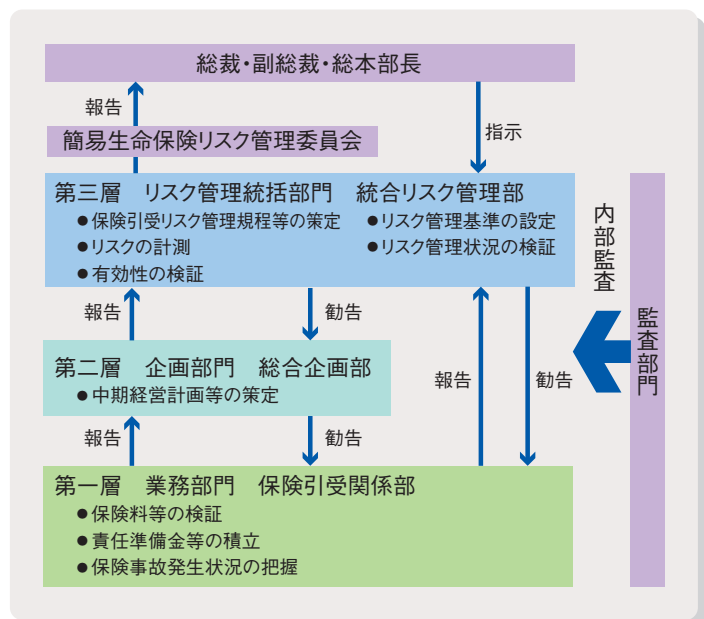 総裁・副総裁・総本部長
報告
指示
簡易生命保険リスク管理委員会
第三層　リスク管理統括部門　統合リスク管理部
●保険引受リスク管理規程等の策定　●リスク管理基準の設定
●リスクの計測　●リスク管理状況の検証
●有効性の検証
報告
勧告
第二層　企画部門　総合企画部
●中期経営計画等の策定
報告
勧告
報告
勧告
第一層　業務部門　保険引受関係部
●保険料等の検証
●責任準備金等の積立
●保険事故発生状況の把握
内部監査
監査部門